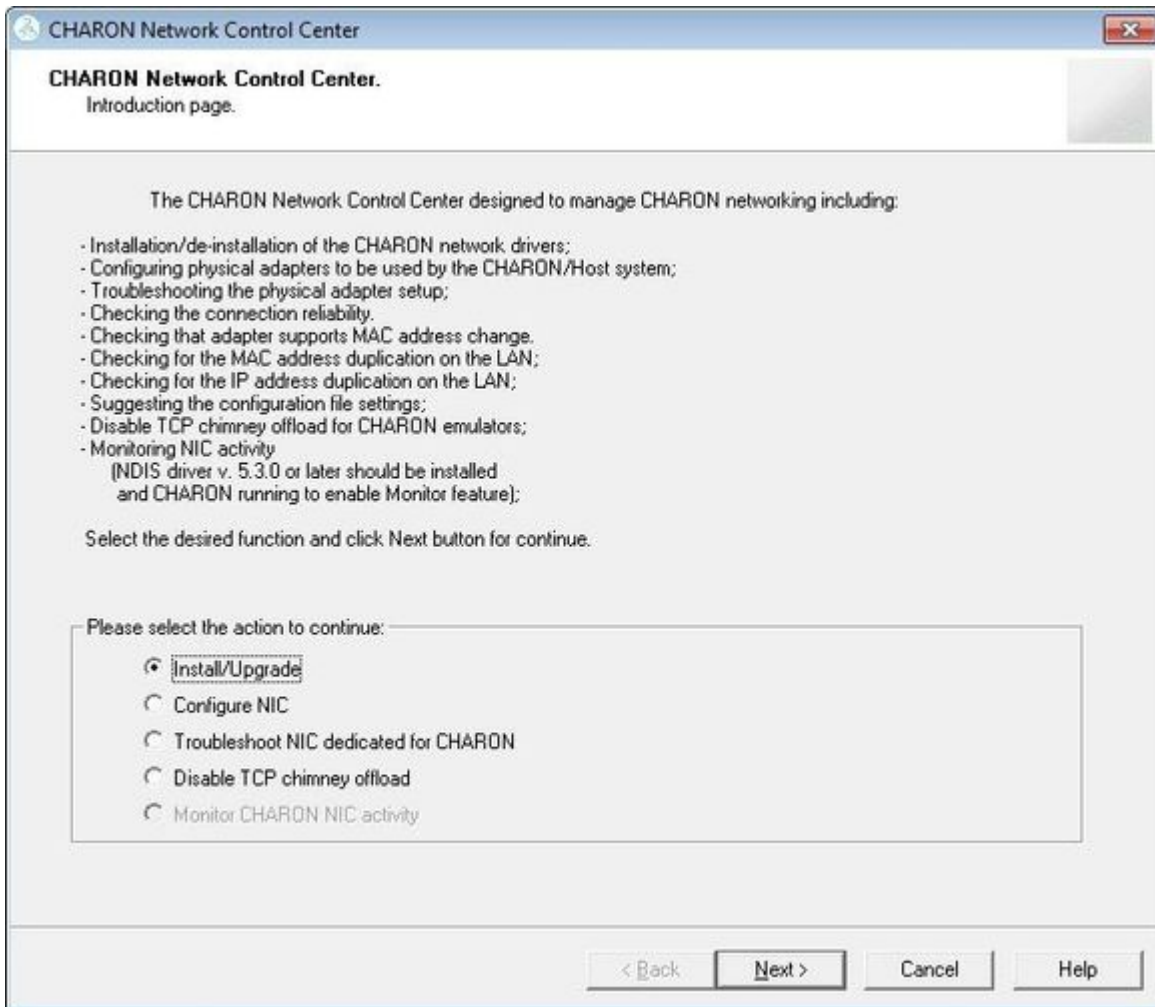 CHARON Network Control Center
CHARON Network Control Center.
Introduction page.
The CHARON Network Control Center designed to manage CHARON networking including:
- Installation/de-installation of the CHARON network drivers;
- Configuring physical adapters to be used by the CHARON/Host system;
- Troubleshooting the physical adapter setup;
- Checking the connection reliability.
- Checking that adapter supports MAC address change.
- Checking for the MAC address duplication on the LAN;
- Checking for the IP address duplication on the LAN;
- Suggesting the configuration file settings;
- Disable TCP chimney offload for CHARON emulators;
- Monitoring NIC activity
(NDIS driver v. 5.3.0 or later should be installed
and CHARON running to enable Monitor feature);
Select the desired function and click Next button for continue.
Please select the action to continue:
Install/Upgrade
Configure NIC
Troubleshoot NIC dedicated for CHARON
Disable TCP chimney offload
Monitor CHARON NIC activity
< Back Next > Cancel Help